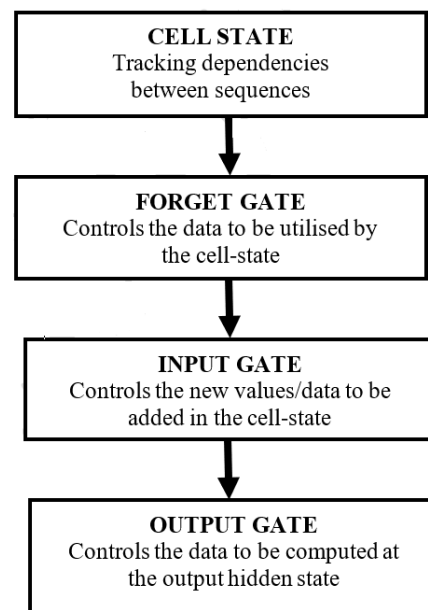 CELL STATE
Tracking dependencies
between sequences
FORGET GATE
Controls the data to be utilised by
the cell-state
INPUT GATE
Controls the new values/data to be
added in the cell-state
OUTPUT GATE
Controls the data to be computed at
the output hidden state